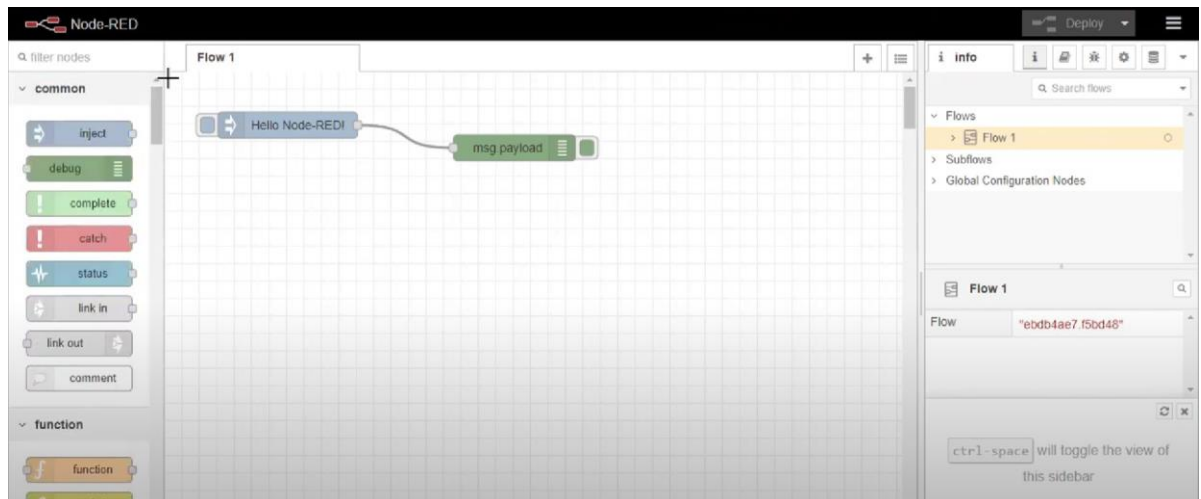 Node-RED
Deploy
filter nodes
Flow 1
i info
i
common
inject
debug
complete
catch
status
link in
link out
comment
function
function
Hello Node-RED!
msg.payload
Search flows
Flows
Flow 1
Subflows
Global Configuration Nodes
Flow 1
Flow "ebdb4ae7.f5bd48"
ctrl-space will toggle the view of
this sidebar